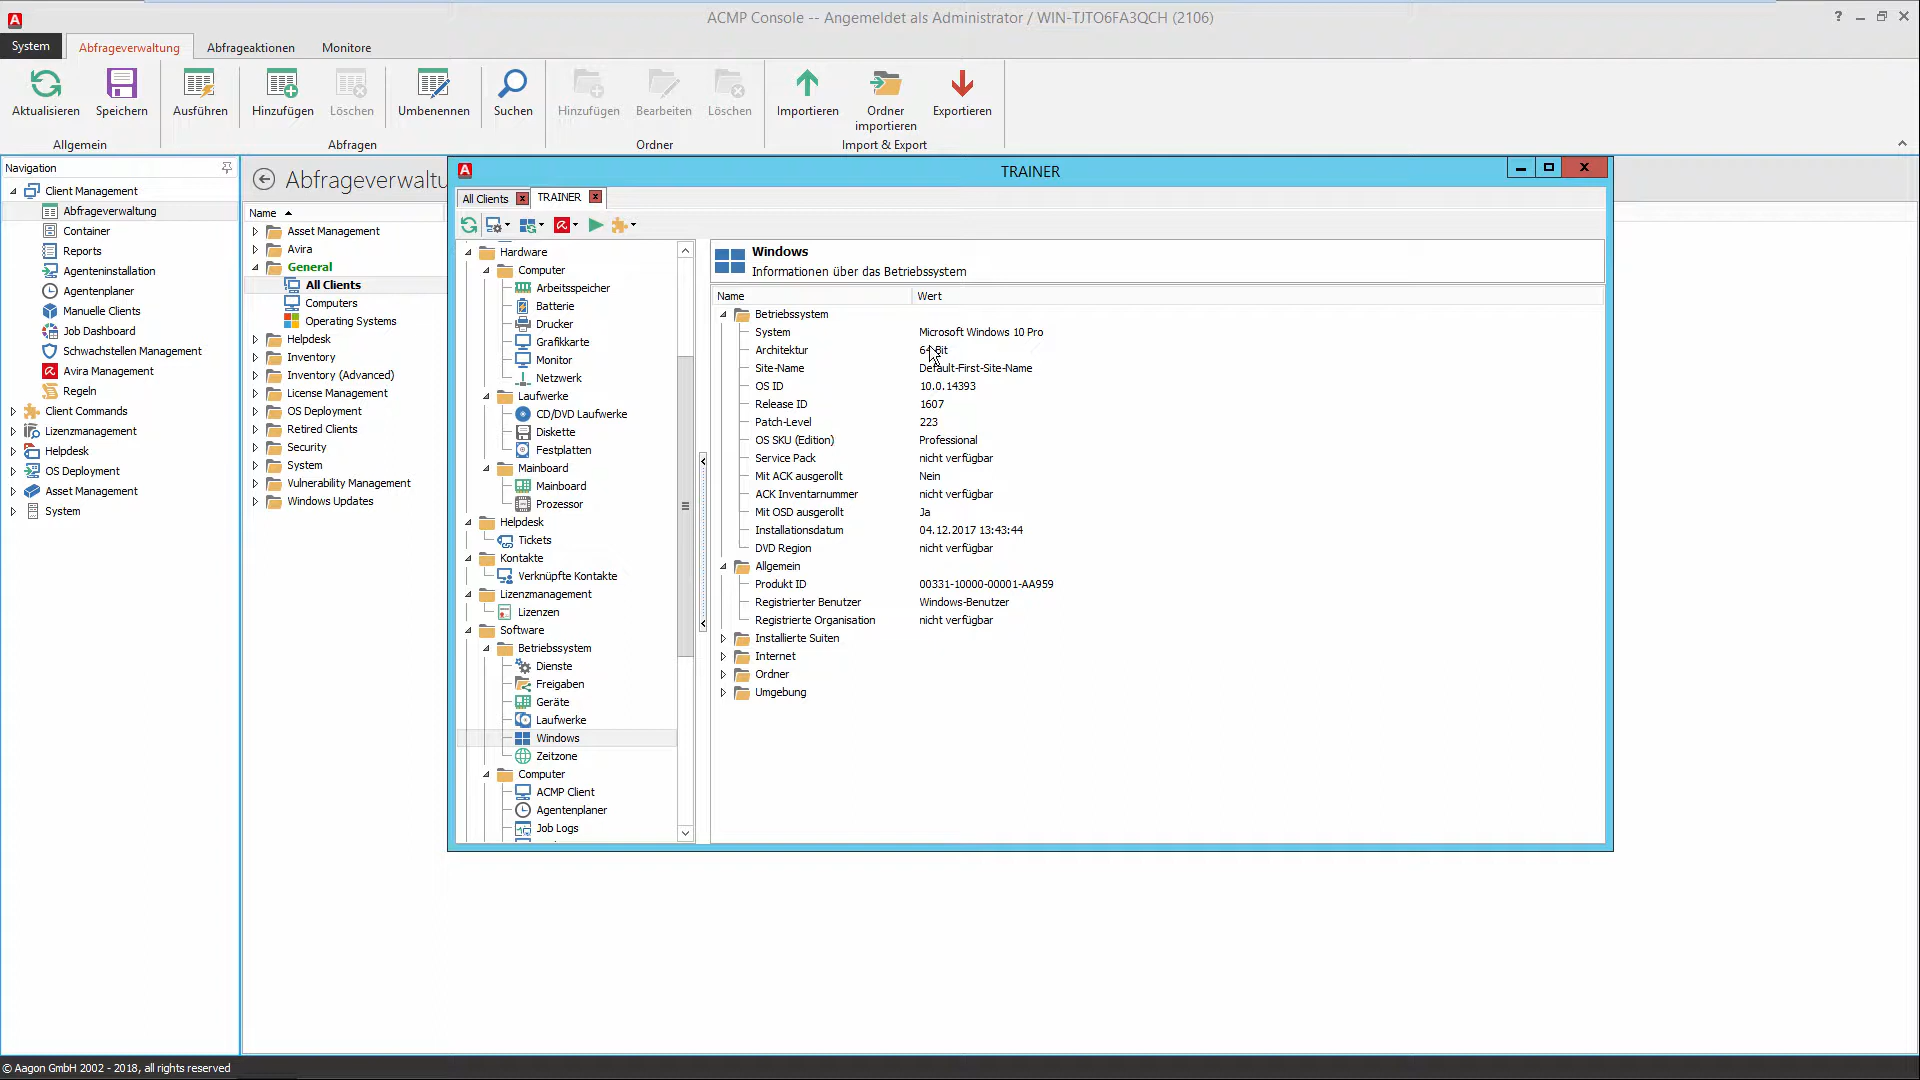 ACMP Console -- Angemeldet als Administrator / WIN-TJTO6FA3QCH (2106)
System
Abfrageverwaltung
Abfrageaktionen
Monitore
Aktualisieren
Speichern
Ausführen
Hinzufügen
Löschen
Umbenennen
Suchen
Hinzufügen
Bearbeiten
Löschen
Importieren
Ordner
importieren
Exportieren
Allgemein
Abfragen
Ordner
Import & Export
Navigation
Client Management
Abfrageverwaltung
Container
Reports
Agenteninstallation
Agentenplaner
Manuelle Clients
Job Dashboard
Schwachstellen Management
Avira Management
Regeln
Client Commands
Lizenzmanagement
Helpdesk
OS Deployment
Asset Management
System
Abfrageverwaltu
Name
Asset Management
Avira
General
All Clients
Computers
Operating Systems
Helpdesk
Inventory
Inventory (Advanced)
License Management
OS Deployment
Retired Clients
Security
System
Vulnerability Management
Windows Updates
TRAINER
All Clients
TRAINER
Hardware
Computer
Arbeitsspeicher
Batterie
Drucker
Grafikkarte
Monitor
Netzwerk
Laufwerke
CD/DVD Laufwerke
Diskette
Festplatten
Mainboard
Mainboard
Prozessor
Helpdesk
Tickets
Kontakte
Verknüpfte Kontakte
Lizenzmanagement
Lizenzen
Software
Betriebssystem
Dienste
Freigaben
Geräte
Laufwerke
Windows
Zeitzone
Computer
ACMP Client
Agentenplaner
Job Logs
Windows
Informationen über das Betriebssystem
Name Wert
Betriebssystem
System Microsoft Windows 10 Pro
Architektur 64 Bit
Site-Name Default-First-Site-Name
OS ID 10.0.14393
Release ID 1607
Patch-Level 223
OS SKU (Edition) Professional
Service Pack nicht verfügbar
Mit ACK ausgerollt Nein
ACK Inventarnummer nicht verfügbar
Mit OSD ausgerollt Ja
Installationsdatum 04.12.2017 13:43:44
DVD Region nicht verfügbar
Allgemein
Produkt ID 00331-10000-00001-AA959
Registrierter Benutzer Windows-Benutzer
Registrierte Organisation nicht verfügbar
Installierte Suiten
Internet
Ordner
Umgebung
© Aagon GmbH 2002 - 2018, all rights reserved